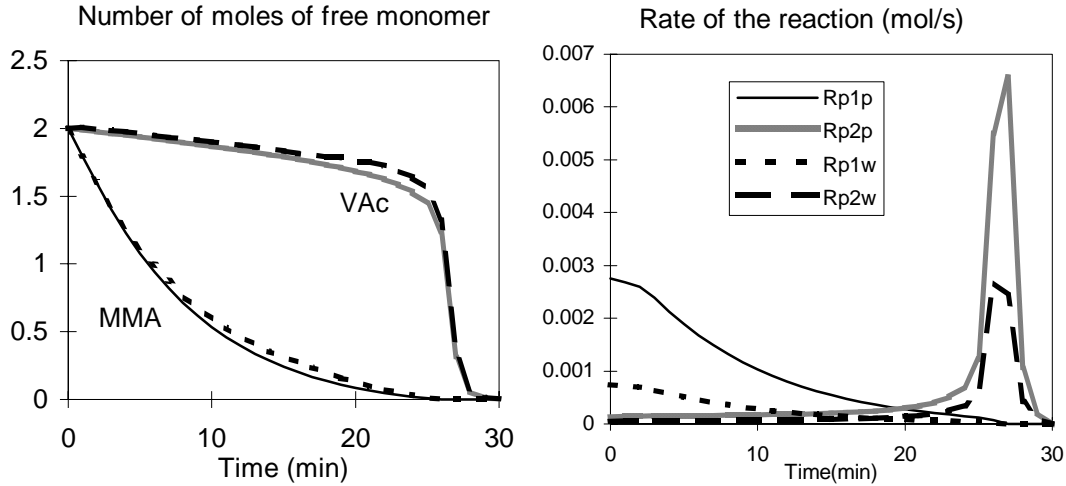 Number of moles of free monomer
2.5
2
1.5
1
0.5
0
VAc
MMA
0
10
20
30
Time (min)
Rate of the reaction (mol/s)
0.007
0.006
0.005
0.004
0.003
0.002
0.001
0
Rp1p
Rp2p
Rp1w
Rp2w
0
10
20
30
Time(min)